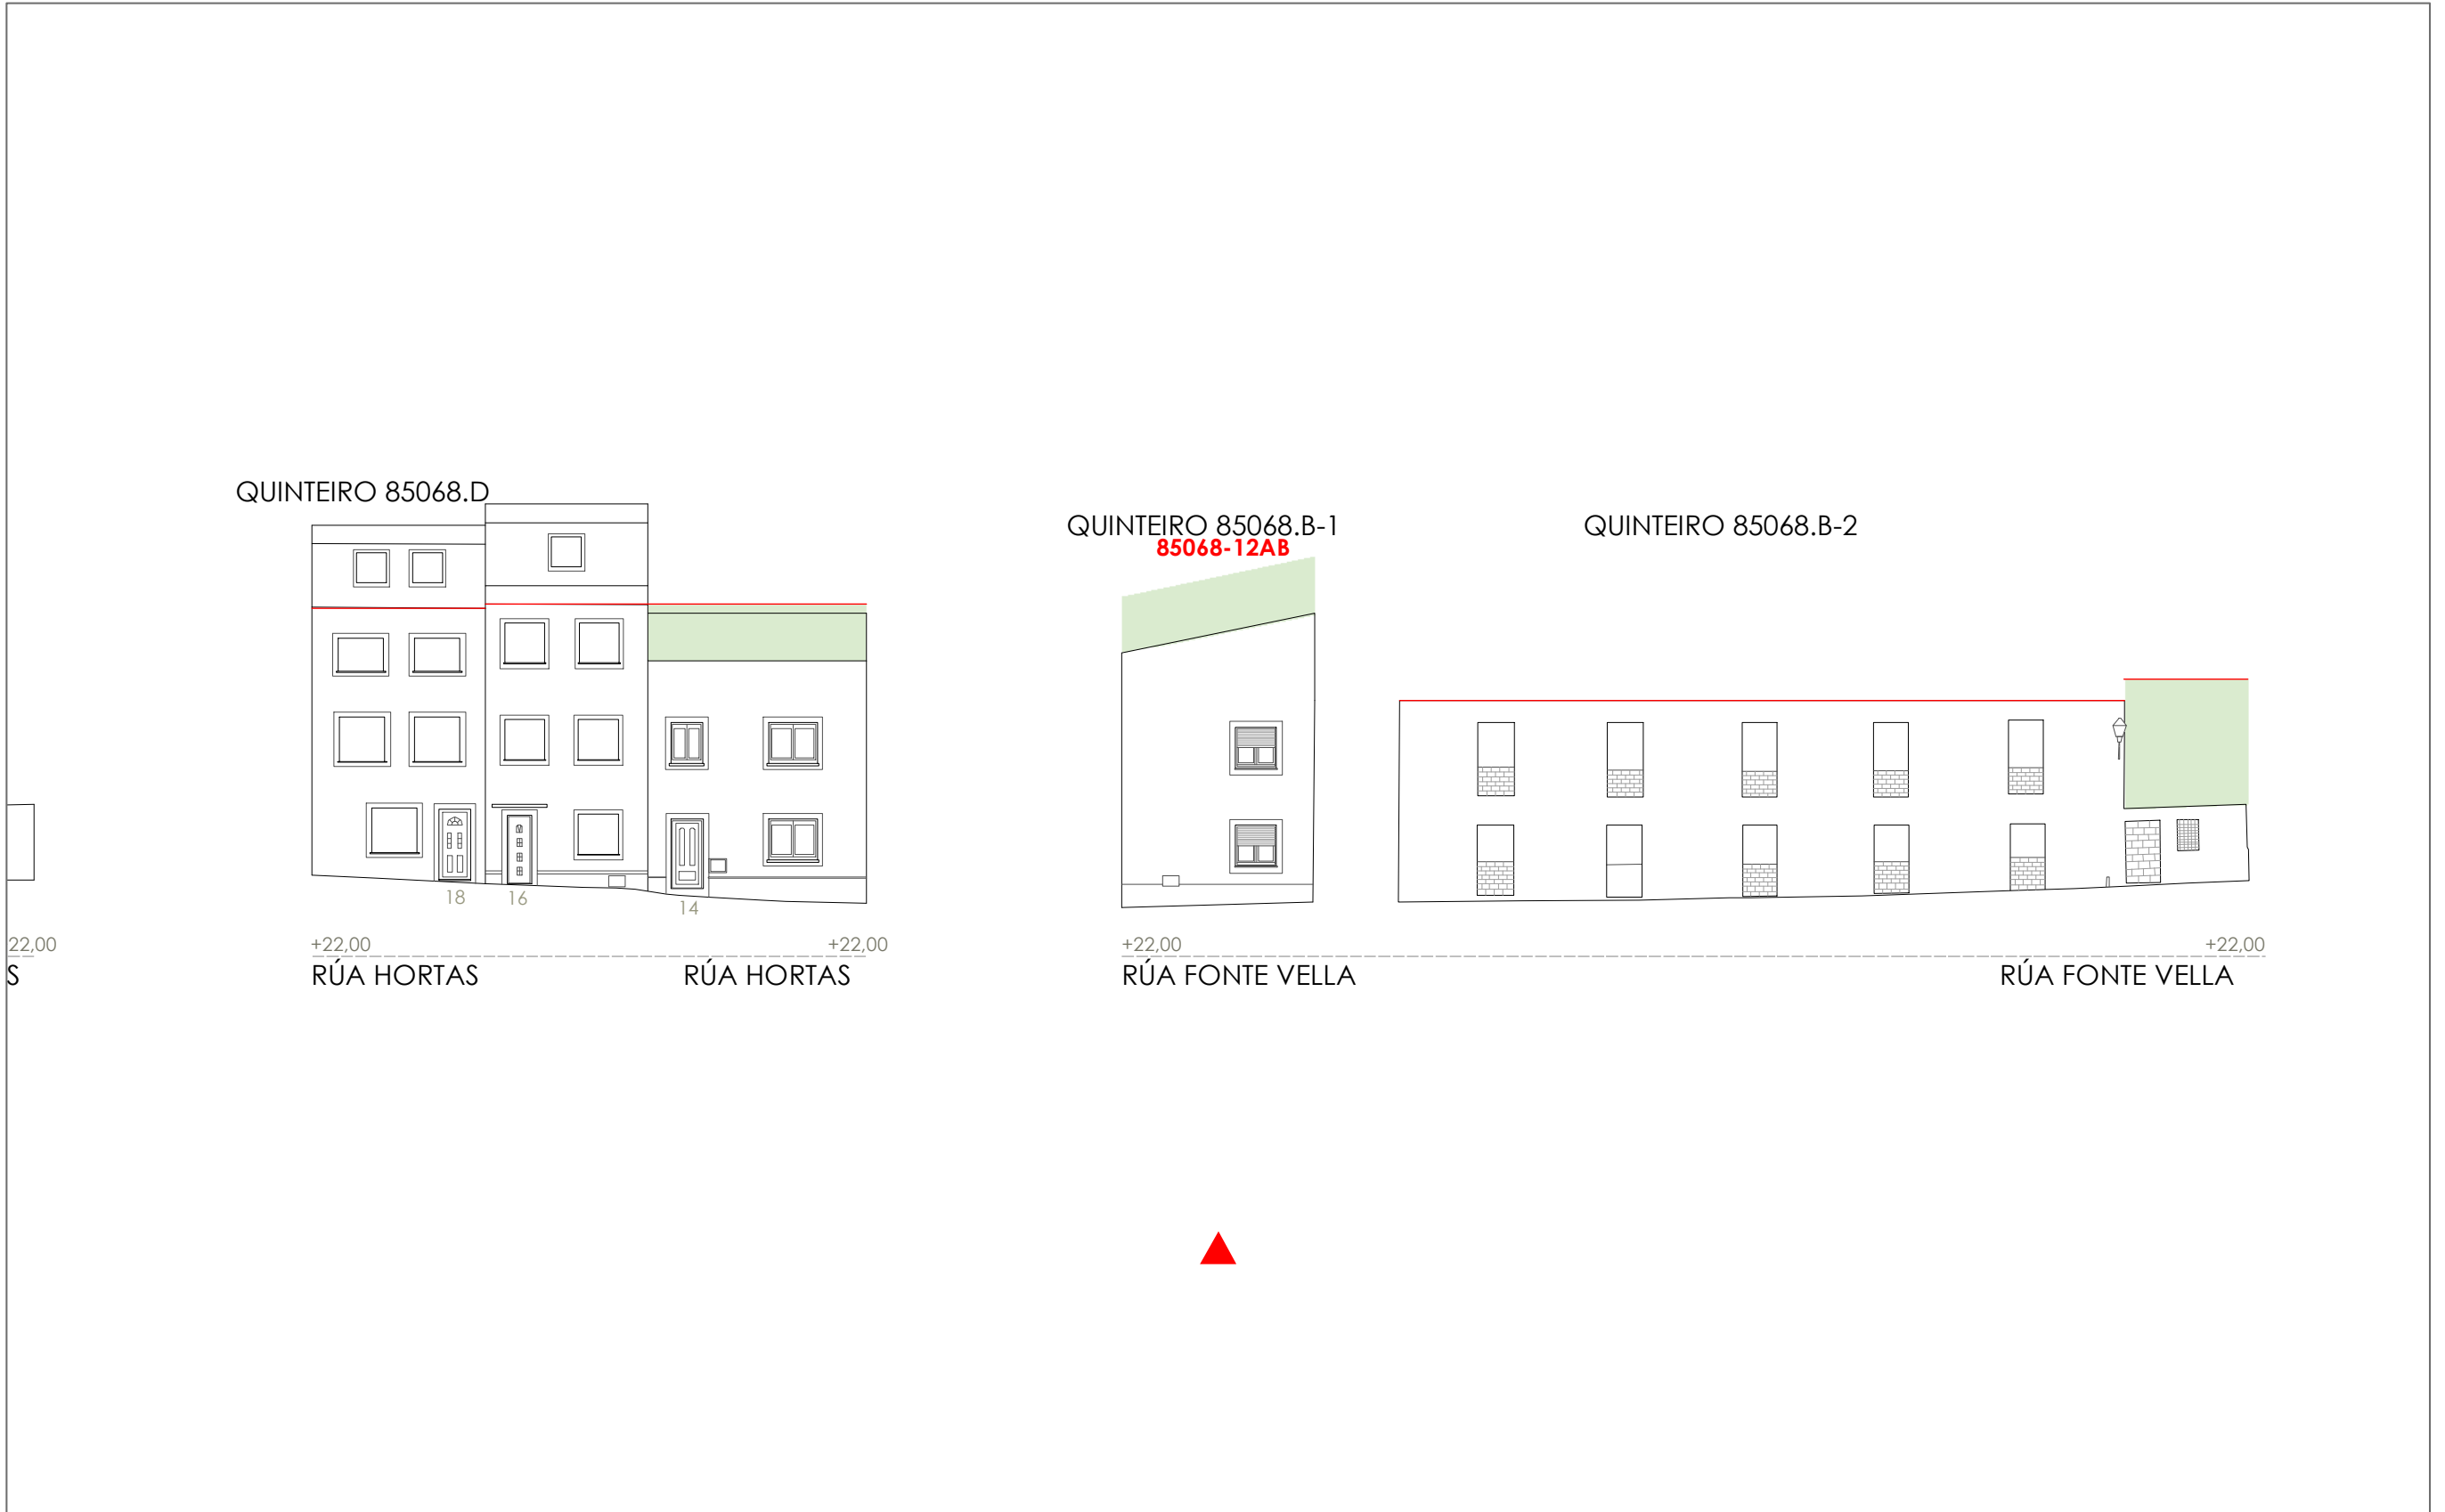 QUINTEIRO 85068.D
QUINTEIRO 85068.B-1
85068-12AB
QUINTEIRO 85068.B-2
18
16
14
22,00
+22,00
+22,00
+22,00
+22,00
S
RÚA HORTAS
RÚA HORTAS
RÚA FONTE VELLA
RÚA FONTE VELLA